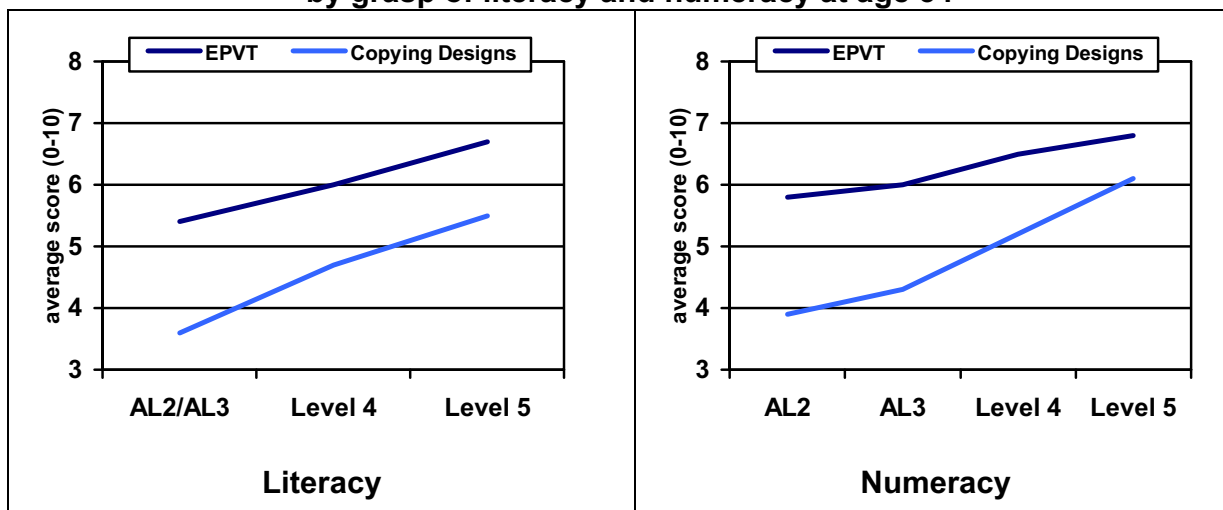 by grasp of literacy and numeracy at age 34
EPVT Copying Designs
8
7
6
5
4
3
average score (0-10)
AL2/AL3 Level 4 Level 5
Literacy
EPVT Copying Designs
8
7
6
5
4
3
average score (0-10)
AL2 AL3 Level 4 Level 5
Numeracy